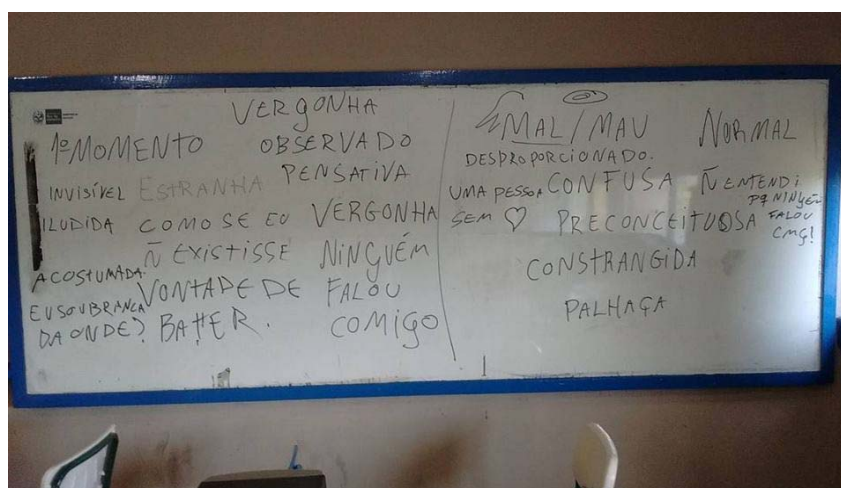 VERGONHA
1º MOMENTO OBSERVADO
PENSATIVA
INVISÍVEL ESTRANHA
ILUDIDA COMO SE EU VERGONHA
Ñ EXISTISSE NINGUÉM
ACOSTUMADA. VONTADE DE FALOU
EU SOU BRANCA
DA ONDE? BATER. COMIGO
MAL/MAU NORMAL
DESPROPORCIONADO.
UMA PESSOA CONFUSA Ñ ENTENDI
SEM ♡ PRECONCEITUOSA PQ NINGUÉM
FALOU
CMG!
CONSTRANGIDA
PALHAÇA